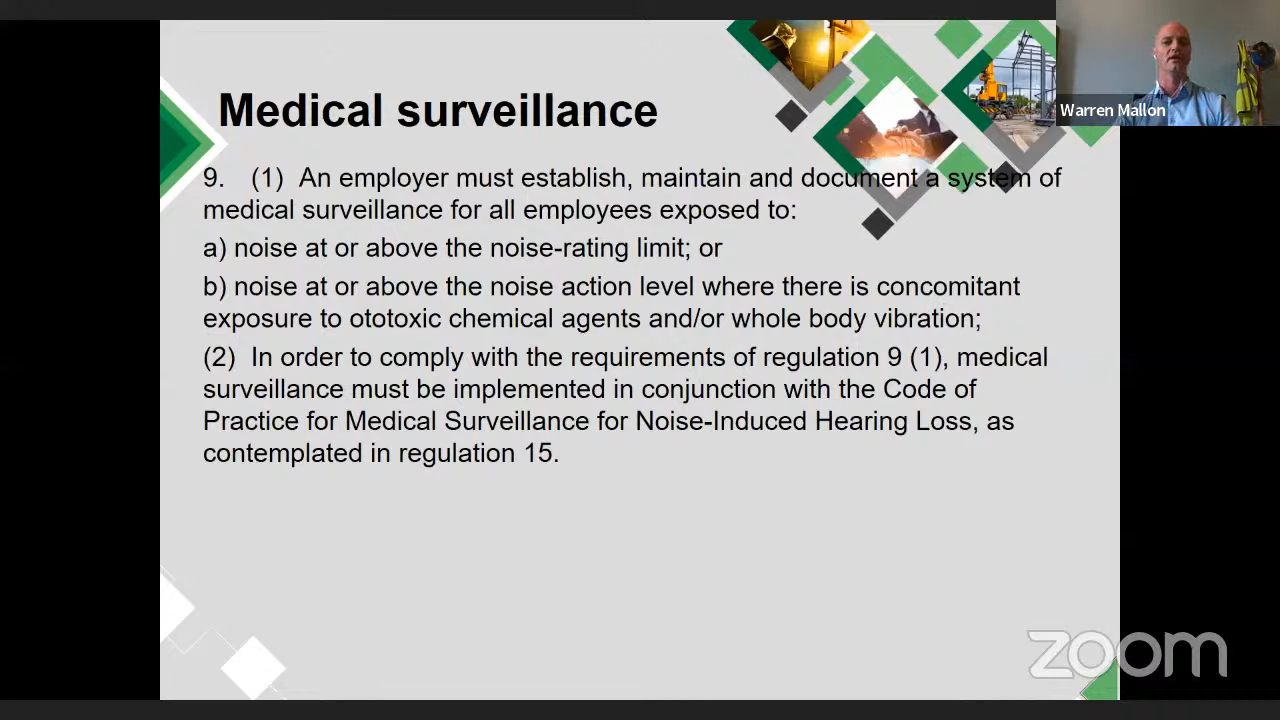 Warren Mallon
Medical surveillance
9. (1) An employer must establish, maintain and document a system of
medical surveillance for all employees exposed to:
a) noise at or above the noise-rating limit; or
b) noise at or above the noise action level where there is concomitant
exposure to ototoxic chemical agents and/or whole body vibration;
(2) In order to comply with the requirements of regulation 9 (1), medical
surveillance must be implemented in conjunction with the Code of
Practice for Medical Surveillance for Noise-Induced Hearing Loss, as
contemplated in regulation 15.
zoom